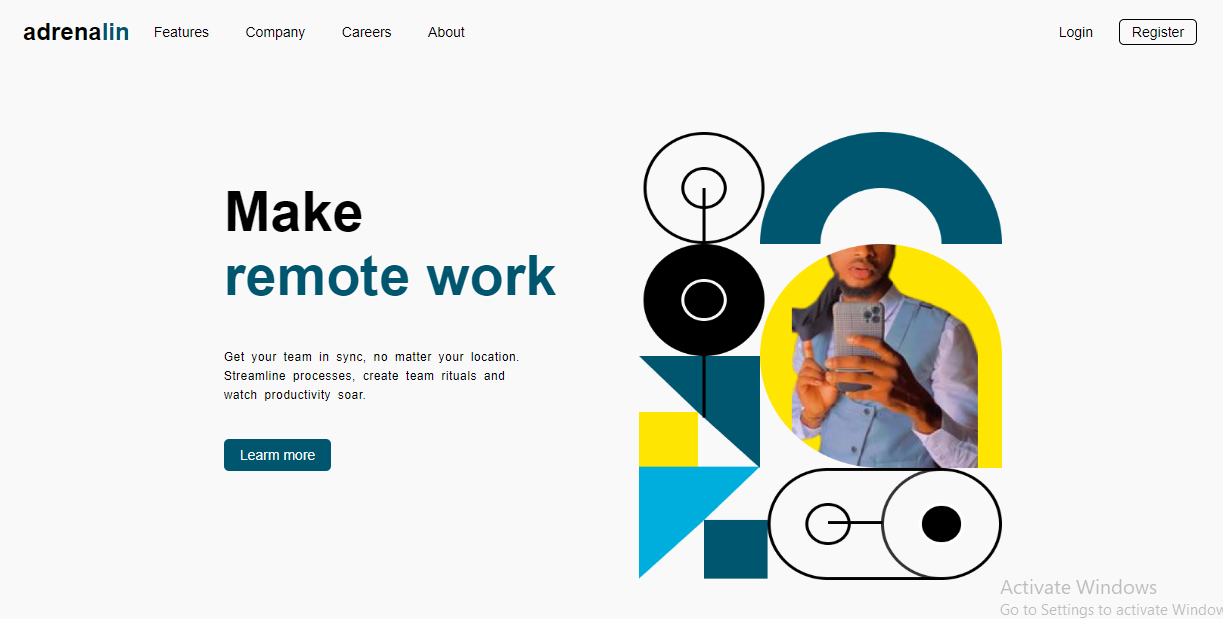 adrenalin Features Company Careers About Login Register
Make
remote work
Get your team in sync, no matter your location.
Streamline processes, create team rituals and
watch productivity soar.
Learm more
Activate Windows
Go to Settings to activate Window